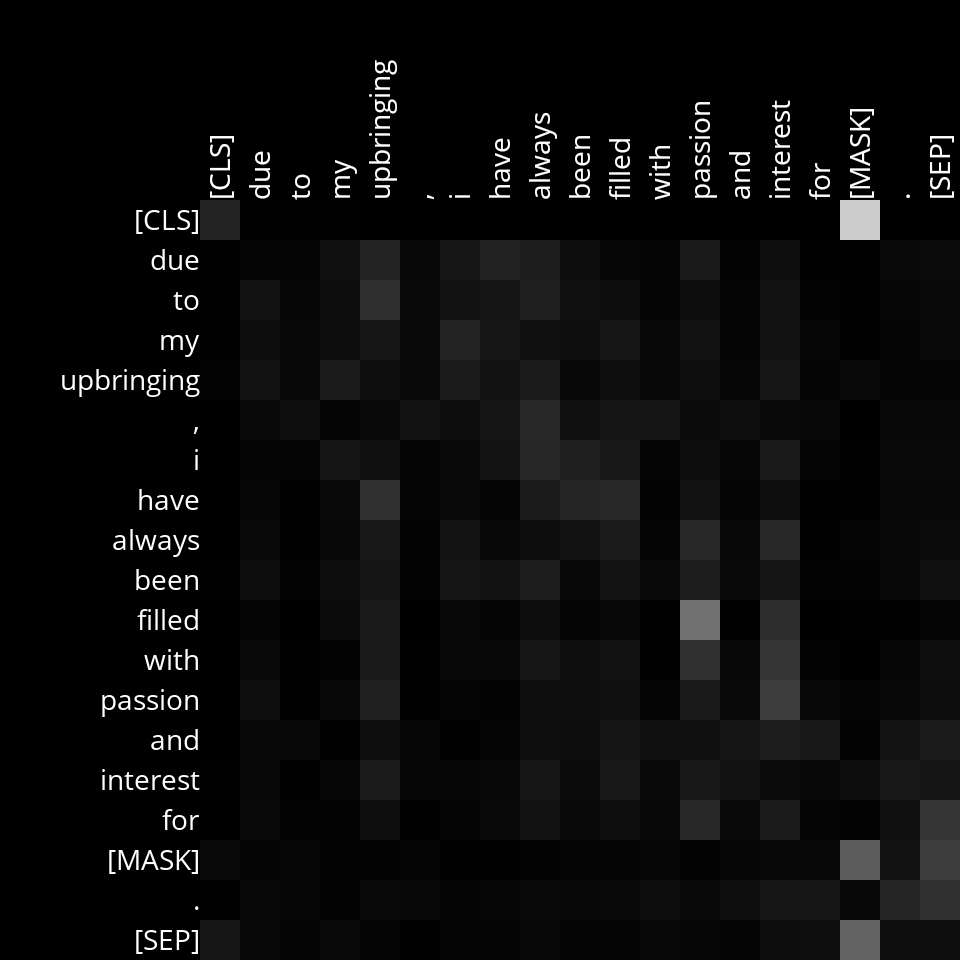 [CLS] due to my upbringing , i have always been filled with passion and interest for [MASK] . [SEP]
[CLS]
due
to
my
upbringing
,
i
have
always
been
filled
with
passion
and
interest
for
[MASK]
.
[SEP]